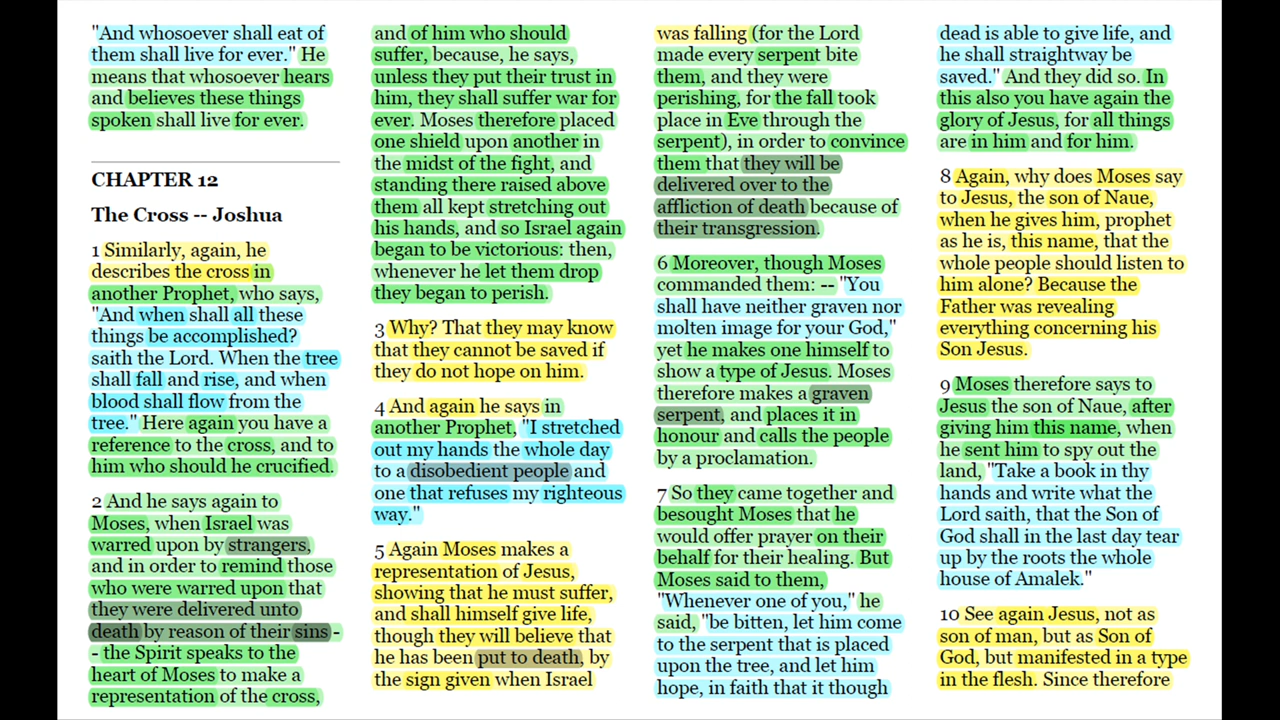 "And whosoever shall eat of
them shall live for ever." He
means that whosoever hears
and believes these things
spoken shall live for ever.
CHAPTER 12
The Cross -- Joshua
1 Similarly, again, he
describes the cross in
another Prophet, who says,
"And when shall all these
things be accomplished?
saith the Lord. When the tree
shall fall and rise, and when
blood shall flow from the
tree." Here again you have a
reference to the cross, and to
him who should he crucified.
2 And he says again to
Moses, when Israel was
warred upon by strangers,
and in order to remind those
who were warred upon that
they were delivered unto
death by reason of their sins -
- the Spirit speaks to the
heart of Moses to make a
representation of the cross,
and of him who should
suffer, because, he says,
unless they put their trust in
him, they shall suffer war for
ever. Moses therefore placed
one shield upon another in
the midst of the fight, and
standing there raised above
them all kept stretching out
his hands, and so Israel again
began to be victorious: then,
whenever he let them drop
they began to perish.
3 Why? That they may know
that they cannot be saved if
they do not hope on him.
4 And again he says in
another Prophet, "I stretched
out my hands the whole day
to a disobedient people and
one that refuses my righteous
way."
5 Again Moses makes a
representation of Jesus,
showing that he must suffer,
and shall himself give life,
though they will believe that
he has been put to death, by
the sign given when Israel
was falling (for the Lord
made every serpent bite
them, and they were
perishing, for the fall took
place in Eve through the
serpent), in order to convince
them that they will be
delivered over to the
affliction of death because of
their transgression.
6 Moreover, though Moses
commanded them: -- "You
shall have neither graven nor
molten image for your God,"
yet he makes one himself to
show a type of Jesus. Moses
therefore makes a graven
serpent, and places it in
honour and calls the people
by a proclamation.
7 So they came together and
besought Moses that he
would offer prayer on their
behalf for their healing. But
Moses said to them,
"Whenever one of you," he
said, "be bitten, let him come
to the serpent that is placed
upon the tree, and let him
hope, in faith that it though
dead is able to give life, and
he shall straightway be
saved." And they did so. In
this also you have again the
glory of Jesus, for all things
are in him and for him.
8 Again, why does Moses say
to Jesus, the son of Naue,
when he gives him, prophet
as he is, this name, that the
whole people should listen to
him alone? Because the
Father was revealing
everything concerning his
Son Jesus.
9 Moses therefore says to
Jesus the son of Naue, after
giving him this name, when
he sent him to spy out the
land, "Take a book in thy
hands and write what the
Lord saith, that the Son of
God shall in the last day tear
up by the roots the whole
house of Amalek."
10 See again Jesus, not as
son of man, but as Son of
God, but manifested in a type
in the flesh. Since therefore